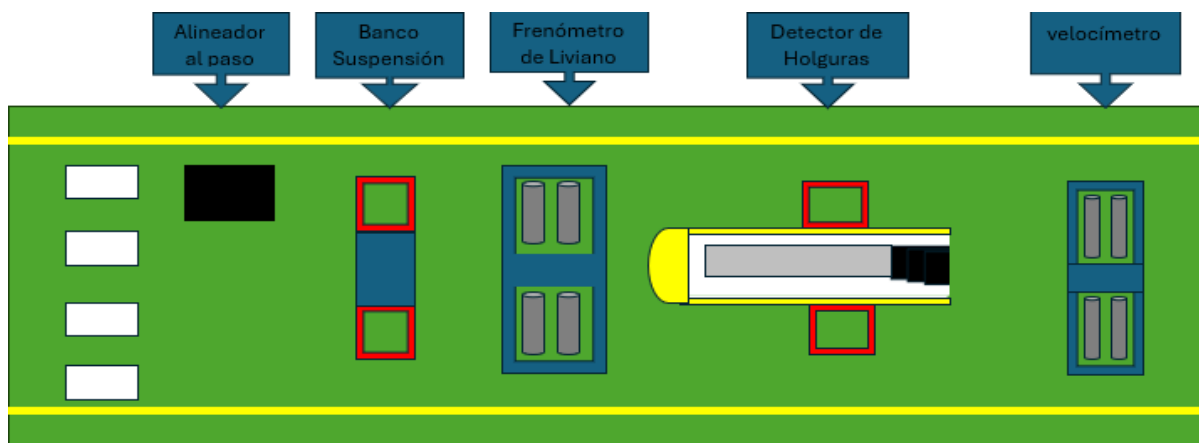 Alineador
al paso
Banco
Suspensión
Frenómetro
de Liviano
Detector de
Holguras
velocímetro